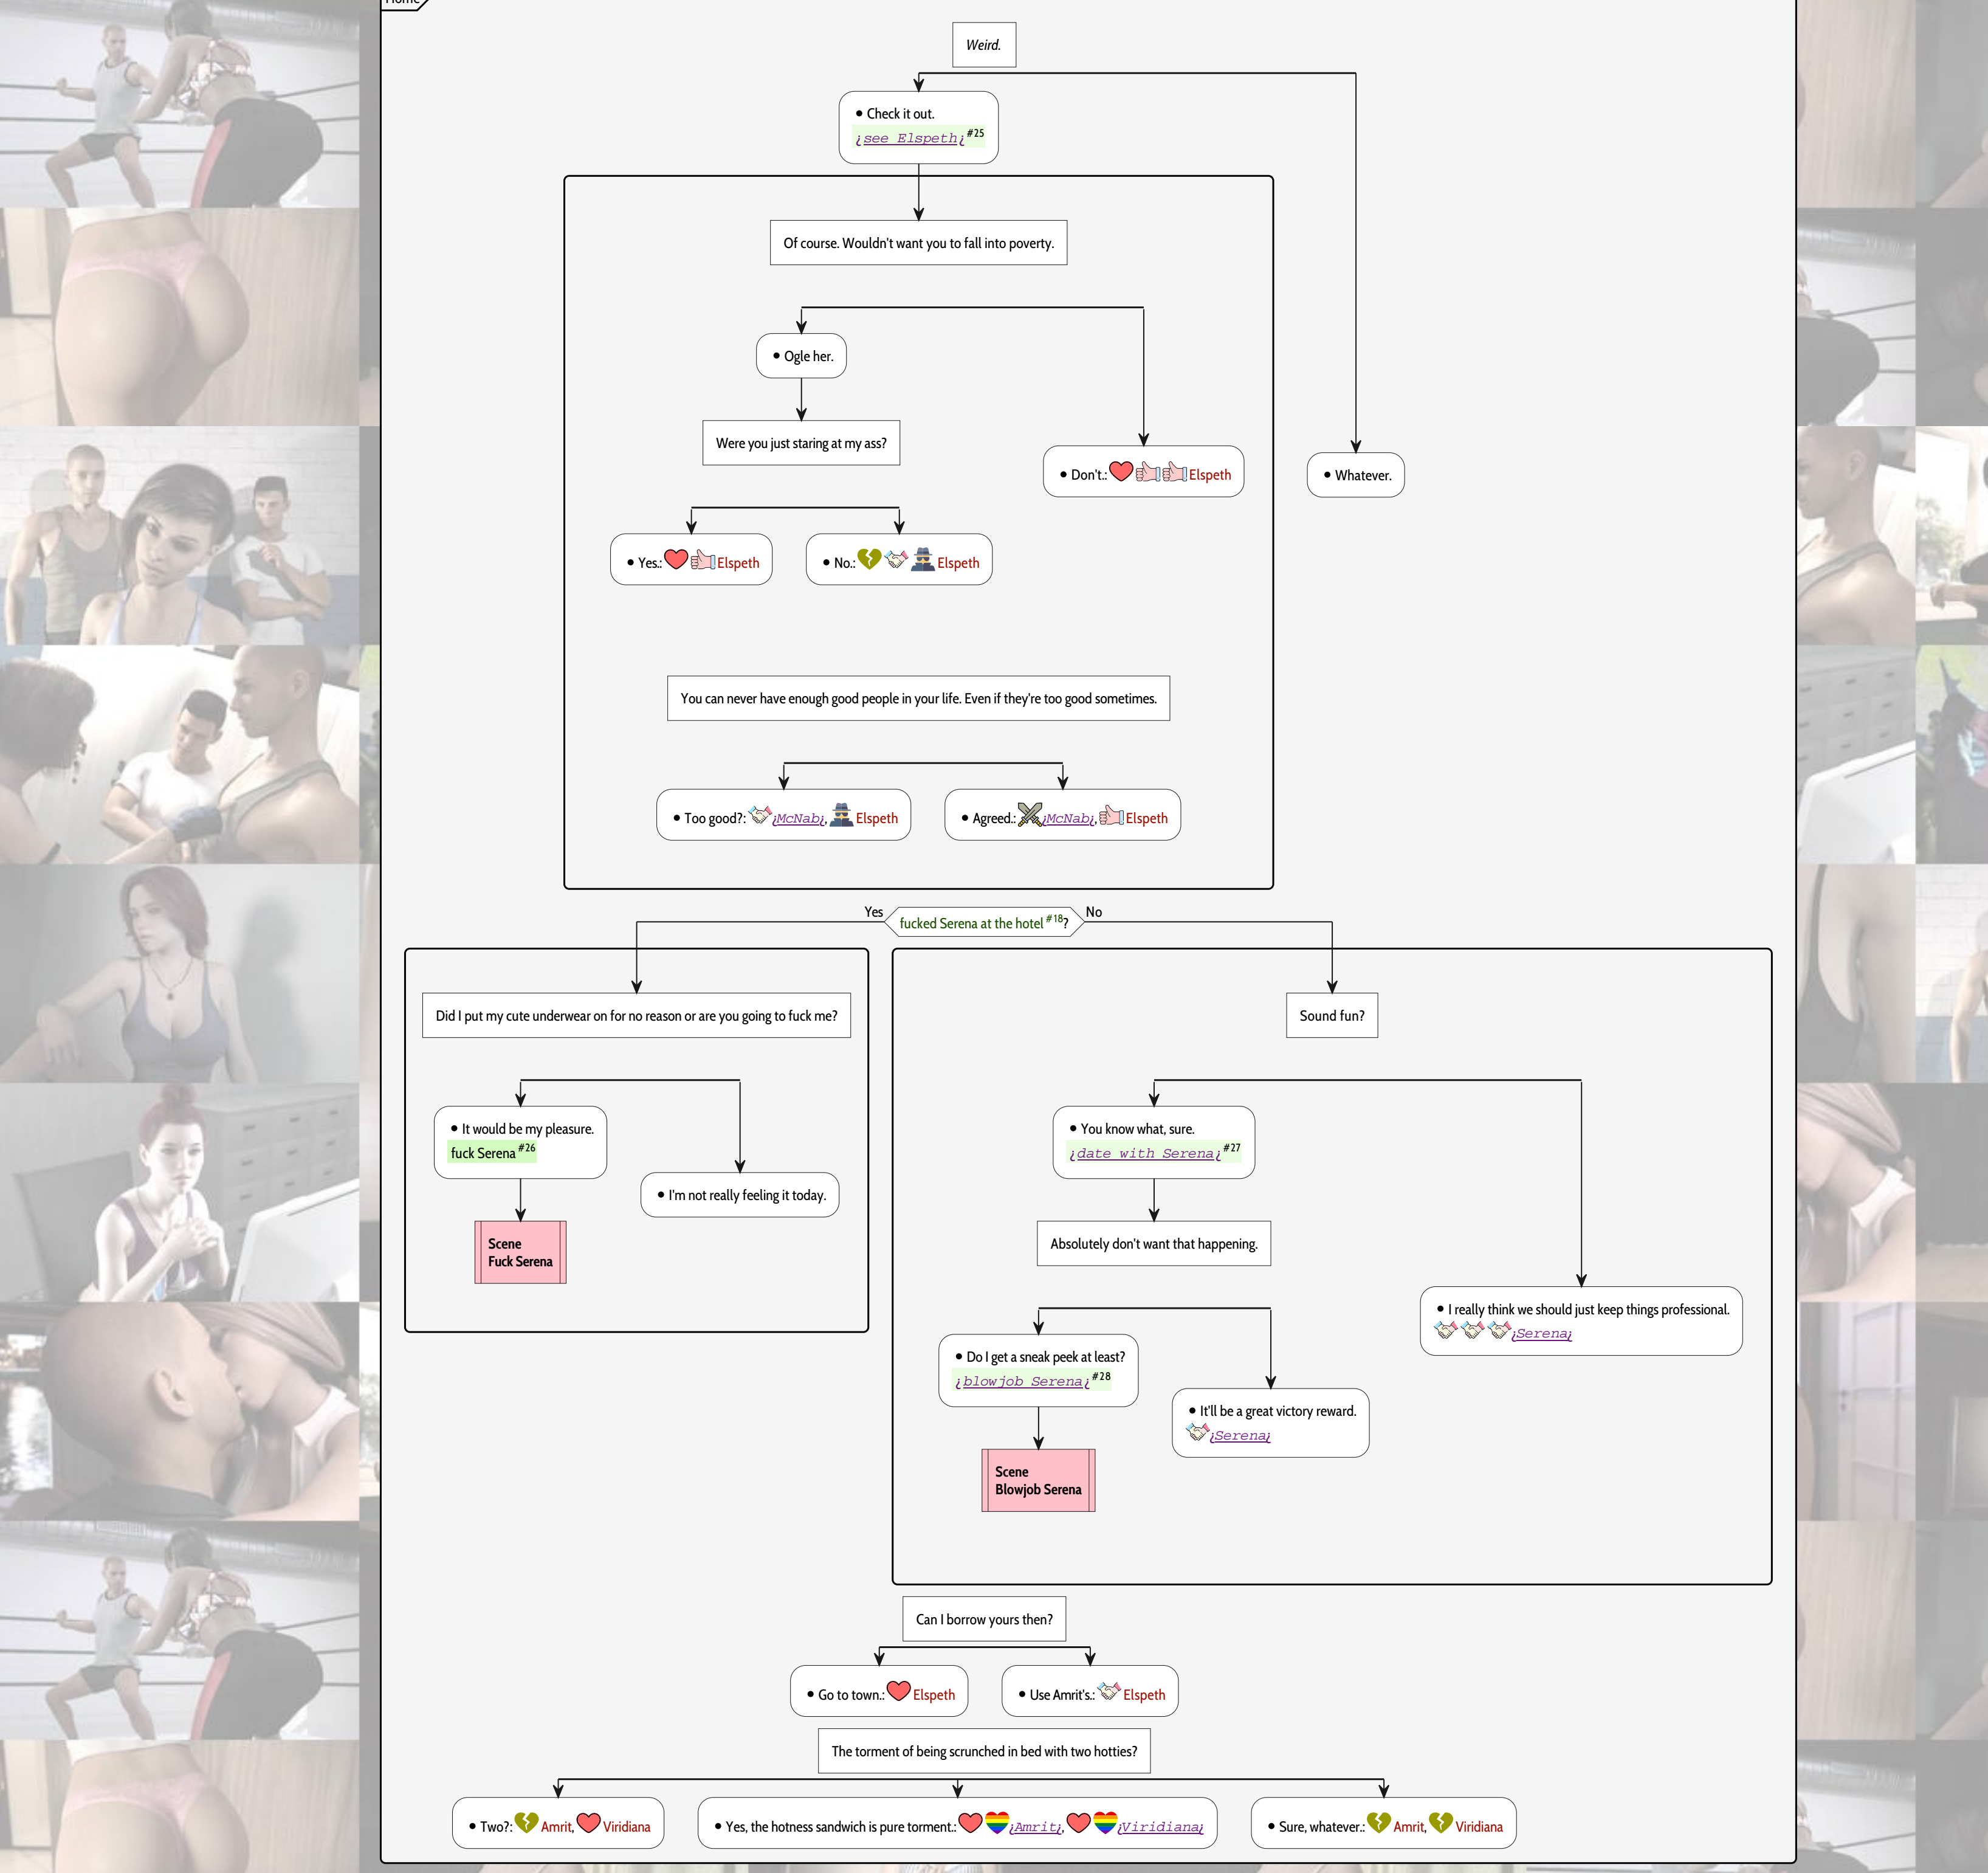 Home
Weird.
• Check it out.
¿see Elspeth¿ #25
Of course. Wouldn't want you to fall into poverty.
• Ogle her.
Were you just staring at my ass?
• Don't.: Elspeth
• Whatever.
• Yes.: Elspeth
• No.: Elspeth
You can never have enough good people in your life. Even if they're too good sometimes.
• Too good?: ¿McNab¿, Elspeth
• Agreed.: ¿McNab¿, Elspeth
Yes
fucked Serena at the hotel #18?
No
Did I put my cute underwear on for no reason or are you going to fuck me?
• It would be my pleasure.
fuck Serena #26
• I'm not really feeling it today.
Scene
Fuck Serena
Sound fun?
• You know what, sure.
¿date with Serena¿ #27
Absolutely don't want that happening.
• I really think we should just keep things professional.
¿Serena¿
• Do I get a sneak peek at least?
¿blowjob Serena¿ #28
• It'll be a great victory reward.
¿Serena¿
Scene
Blowjob Serena
Can I borrow yours then?
• Go to town.: Elspeth
• Use Amrit's.: Elspeth
The torment of being scrunched in bed with two hotties?
• Two?: Amrit, Viridiana
• Yes, the hotness sandwich is pure torment.: ¿Amrit¿, ¿Viridiana¿
• Sure, whatever.: Amrit, Viridiana